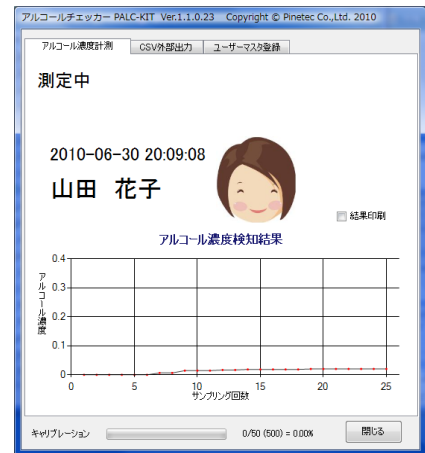 アルコールチェッカー PALC-KIT Ver.1.1.0.23 Copyright © Pinetec Co.,Ltd. 2010
アルコール濃度計測 CSV外部出力 ユーザーマスタ登録
測定中
2010-06-30 20:09:08
山田 花子
結果印刷
アルコール濃度検知結果
アルコール濃度
0.4
0.3
0.2
0.1
0
0 5 10 15 20 25
サンプリング回数
キャリブレーション 0/50 (500) = 0.00% 閉じる